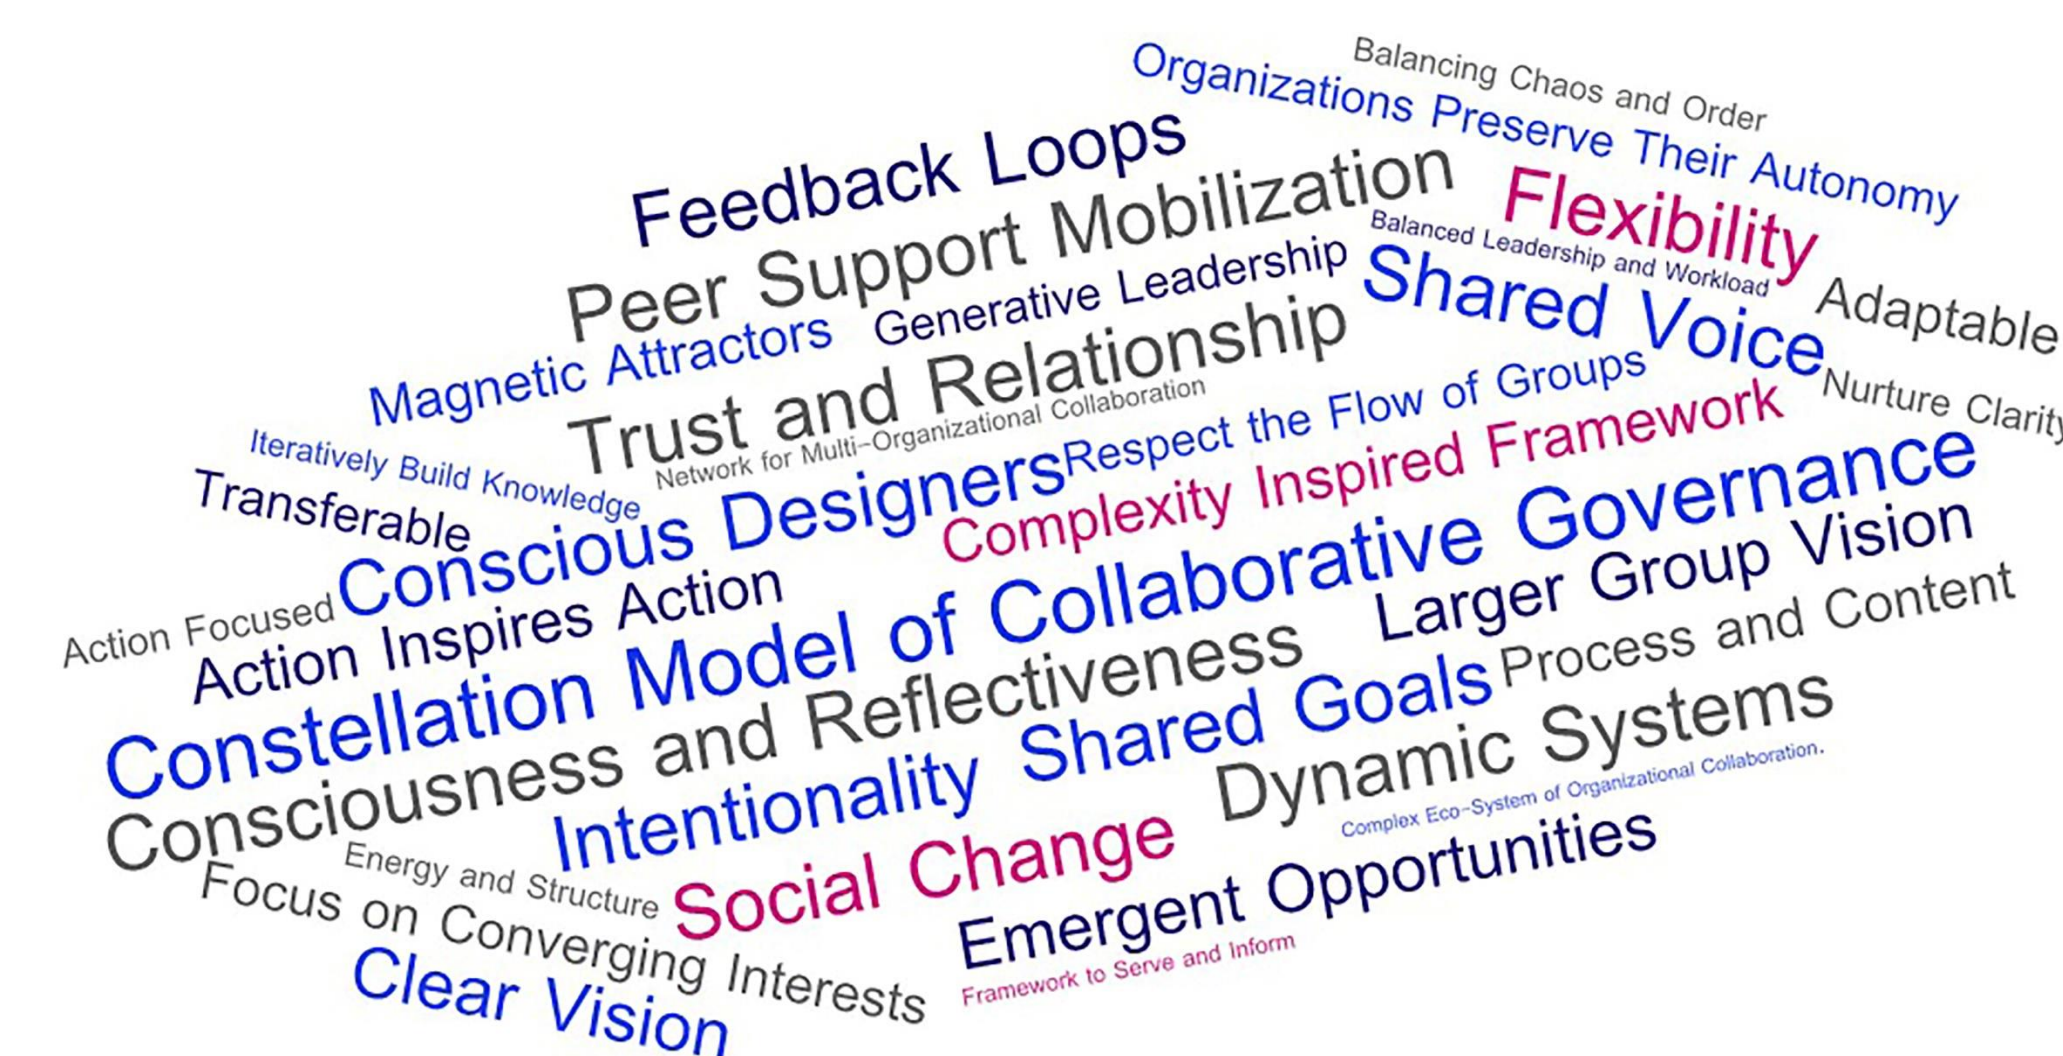 Balancing Chaos and Order
Organizations Preserve Their Autonomy
Feedback Loops
Peer Support Mobilization
Flexibility
Balanced Leadership and Workload
Generative Leadership
Shared Voice
Adaptable
Magnetic Attractors
Trust and Relationship
Network for Multi-Organizational Collaboration
Respect the Flow of Groups
Nurture Clarity
Iteratively Build Knowledge
Complexity Inspired Framework
Transferable
Conscious Designers
Action Focused
Action Inspires Action
Constellation Model of Collaborative Governance
Larger Group Vision
Consciousness and Reflectiveness
Process and Content
Intentionality
Shared Goals
Dynamic Systems
Complex Eco-System of Organizational Collaboration.
Energy and Structure
Social Change
Focus on Converging Interests
Emergent Opportunities
Framework to Serve and Inform
Clear Vision